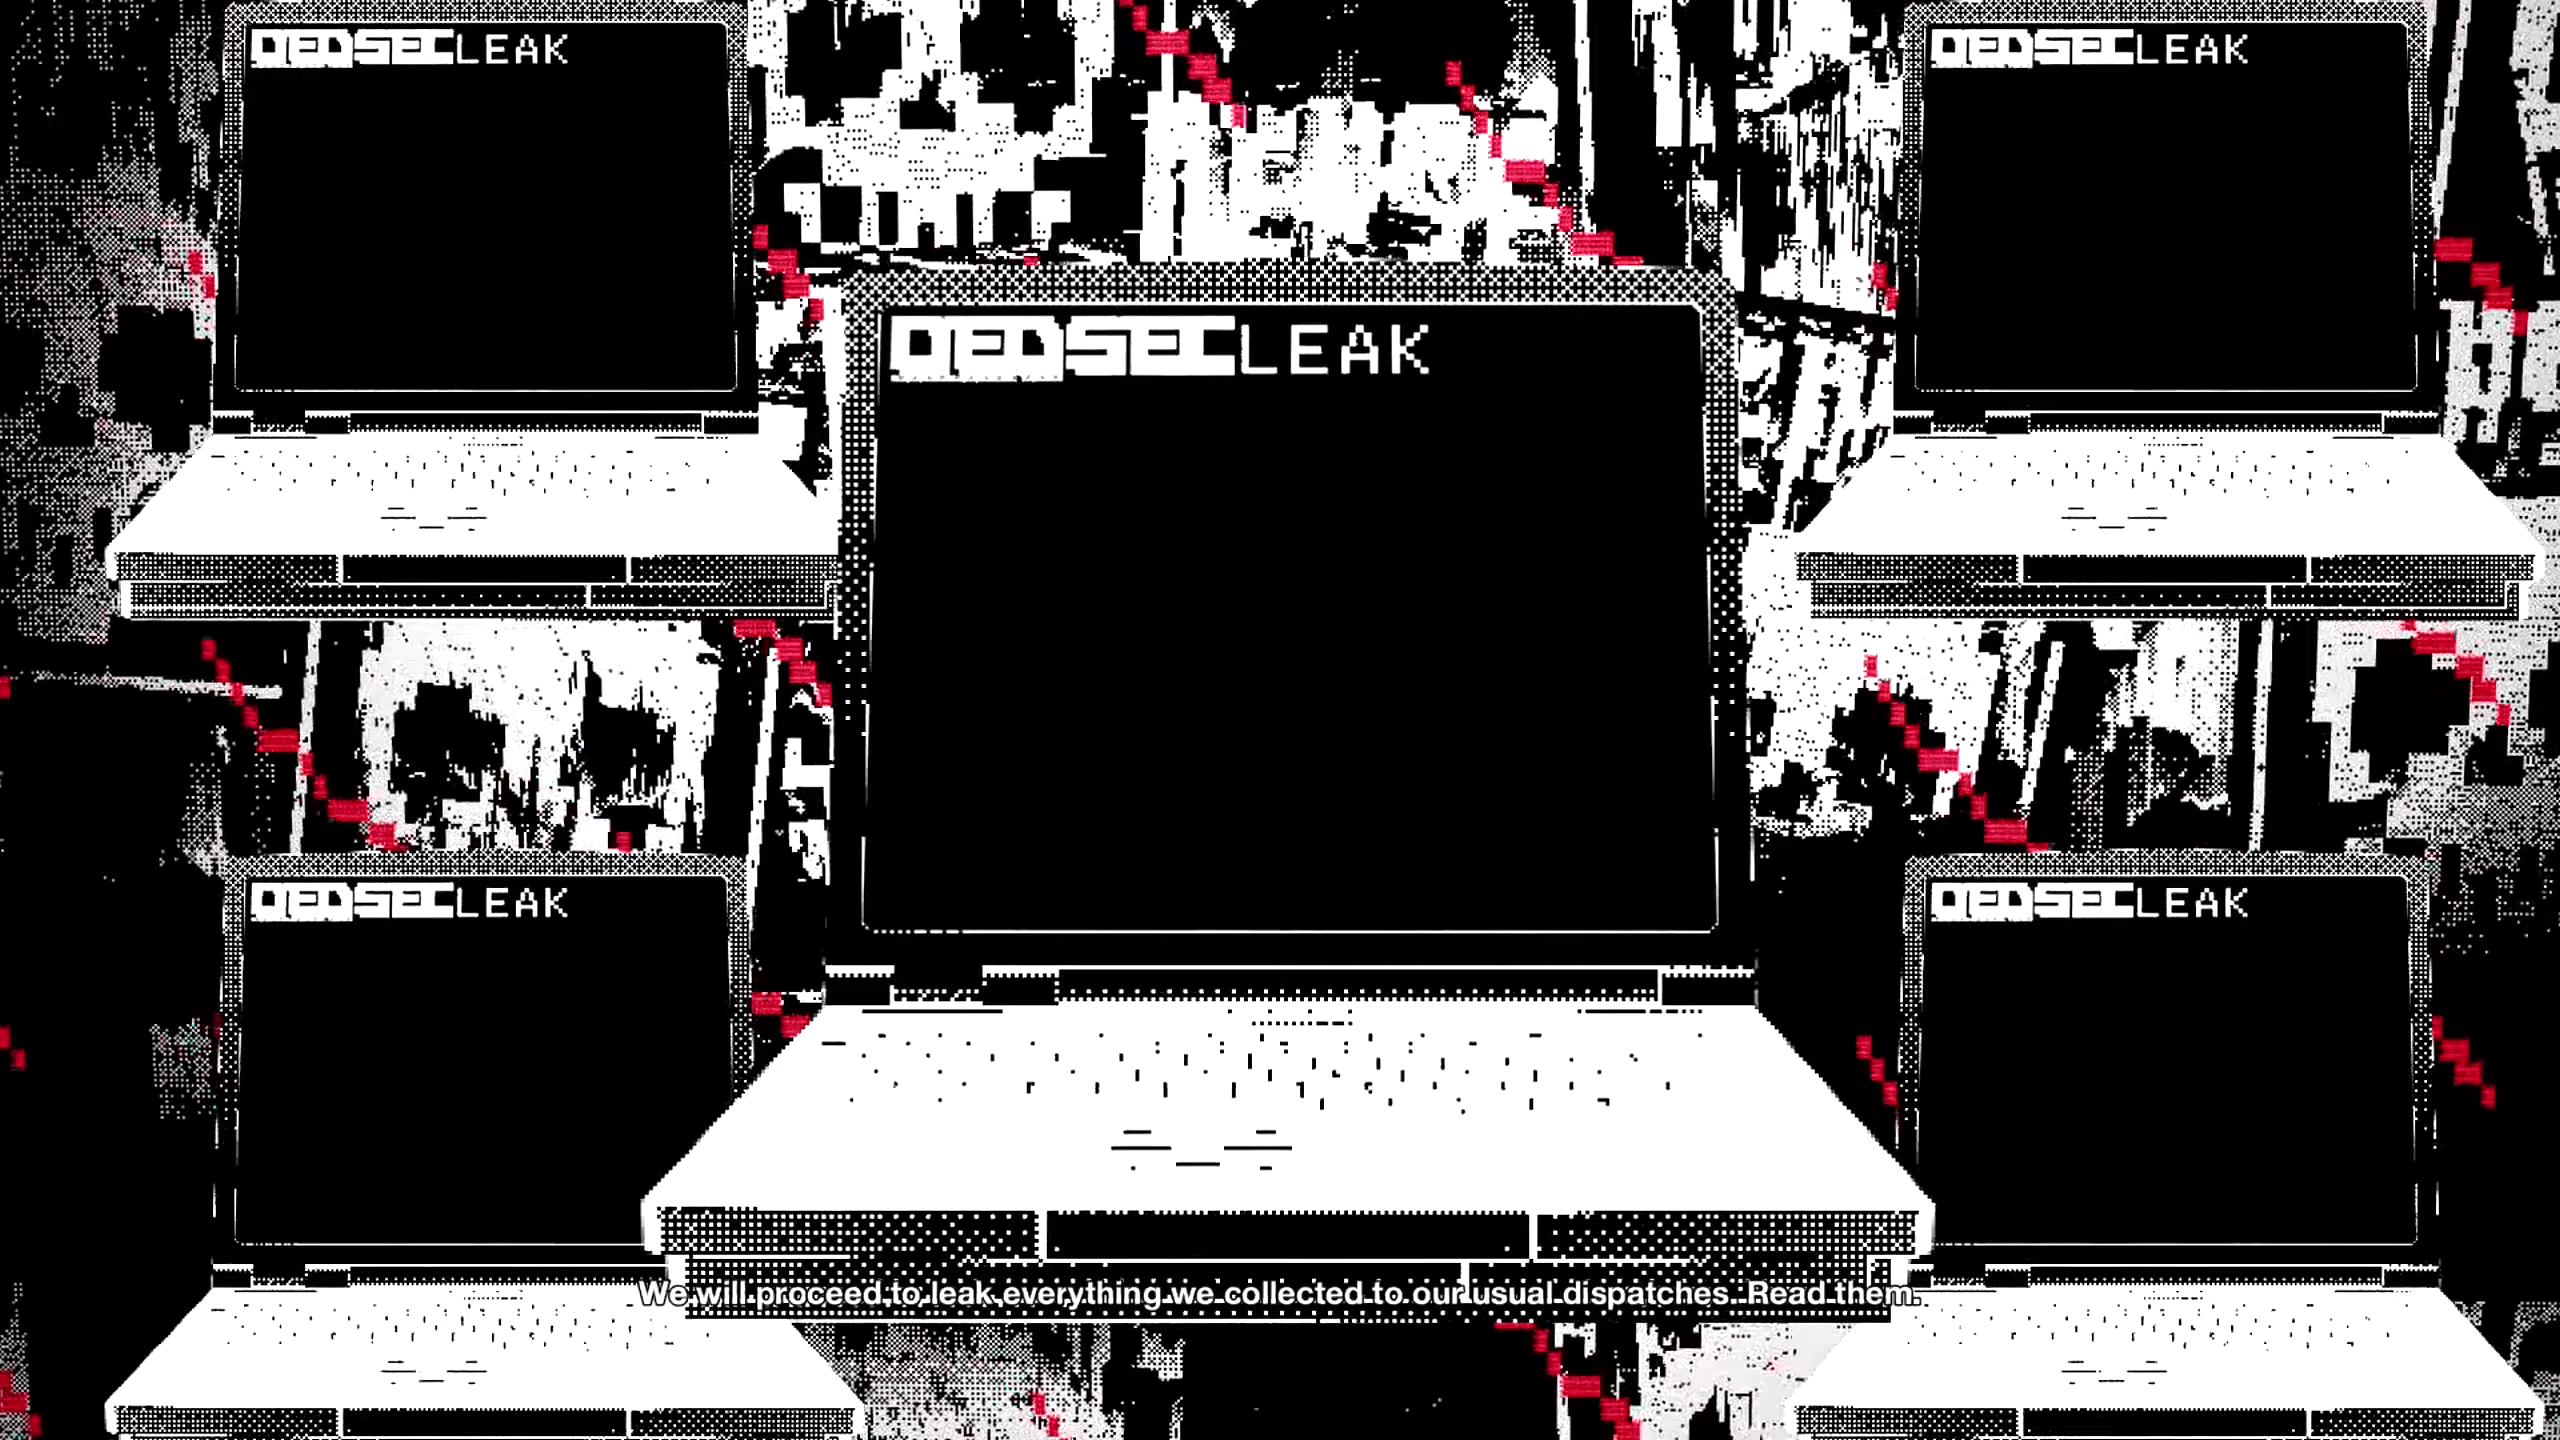 DEDSECLEAK
DEDSECLEAK
DEDSECLEAK
DEDSECLEAK
DEDSECLEAK
We will proceed to leak everything we collected to our usual dispatches. Read them.